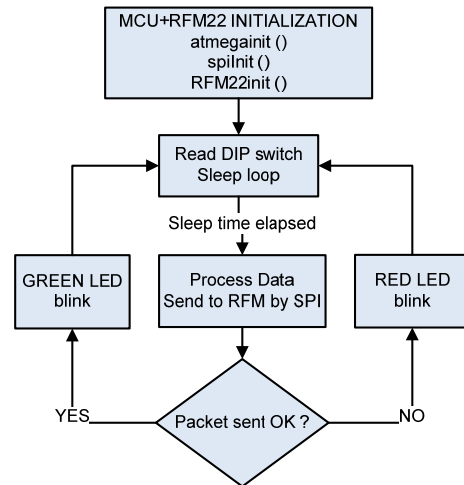 MCU+RFM22 INITIALIZATION
atmegainit ()
spiInit ()
RFM22init ()
Read DIP switch
Sleep loop
Sleep time elapsed
GREEN LED
blink
Process Data
Send to RFM by SPI
RED LED
blink
YES
Packet sent OK ?
NO